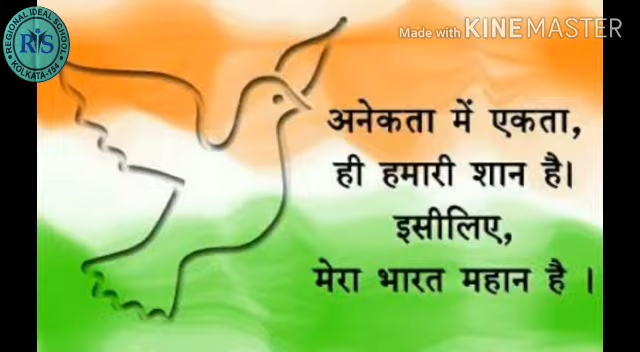 REGIONAL IDEAL SCHOOL
RIS
KOLKATA-154
Made with KINEMASTER
अनेकता में एकता,
ही हमारी शान है।
इसीलिए,
मेरा भारत महान है ।